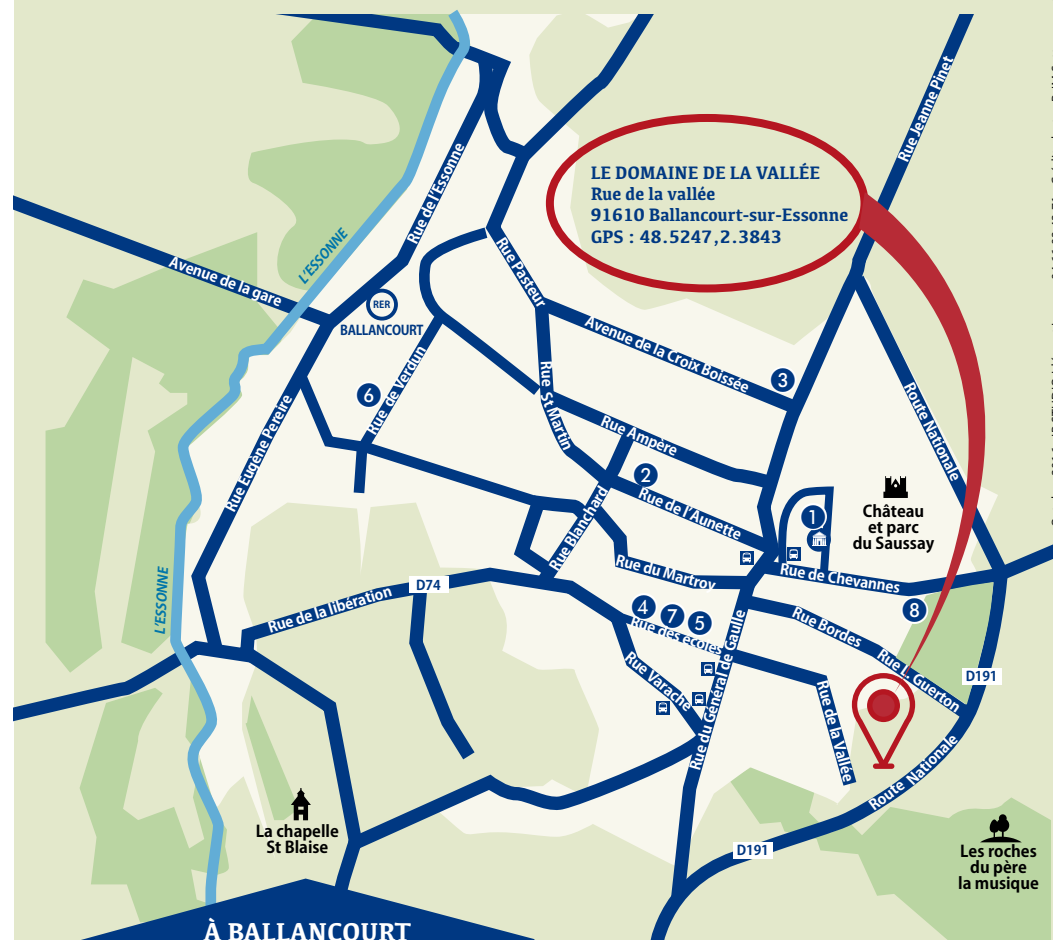 Rue Jeanne Pinet
LE DOMAINE DE LA VALLÉE
Rue de la vallée
91610 Ballancourt-sur-Essonne
GPS : 48.5247,2.3843
Rue de l'Essonne
L'ESSONNE
Avenue de la gare
RER
BALLANCOURT
Rue Pasteur
Avenue de la Croix Boissée
3
Rue de Verdun
6
Rue St Martin
Rue Ampère
Route Nationale
Rue Eugène Pereire
2
Rue de l'Aunette
1
Château
et parc
du Saussay
Rue Blanchard
Rue du Martroy
Rue de Chevannes
8
L'ESSONNE
D74
Rue de la libération
4
7
5
Rue des écoles
Rue Bordes
Rue L. Guerton
Rue Varache
Rue du Général de Gaulle
Rue de la Vallée
D191
Route Nationale
D191
La chapelle
St Blaise
Les roches
du père
la musique
À BALLANCOURT